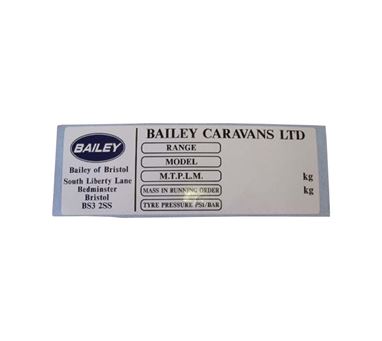 BAILEY
Bailey of Bristol
South Liberty Lane
Bedminster
Bristol
BS3 2SS
BAILEY CARAVANS LTD
RANGE
MODEL
M.T.P.L.M. kg
MASS IN RUNNING ORDER kg
TYRE PRESSURE PSI/BAR